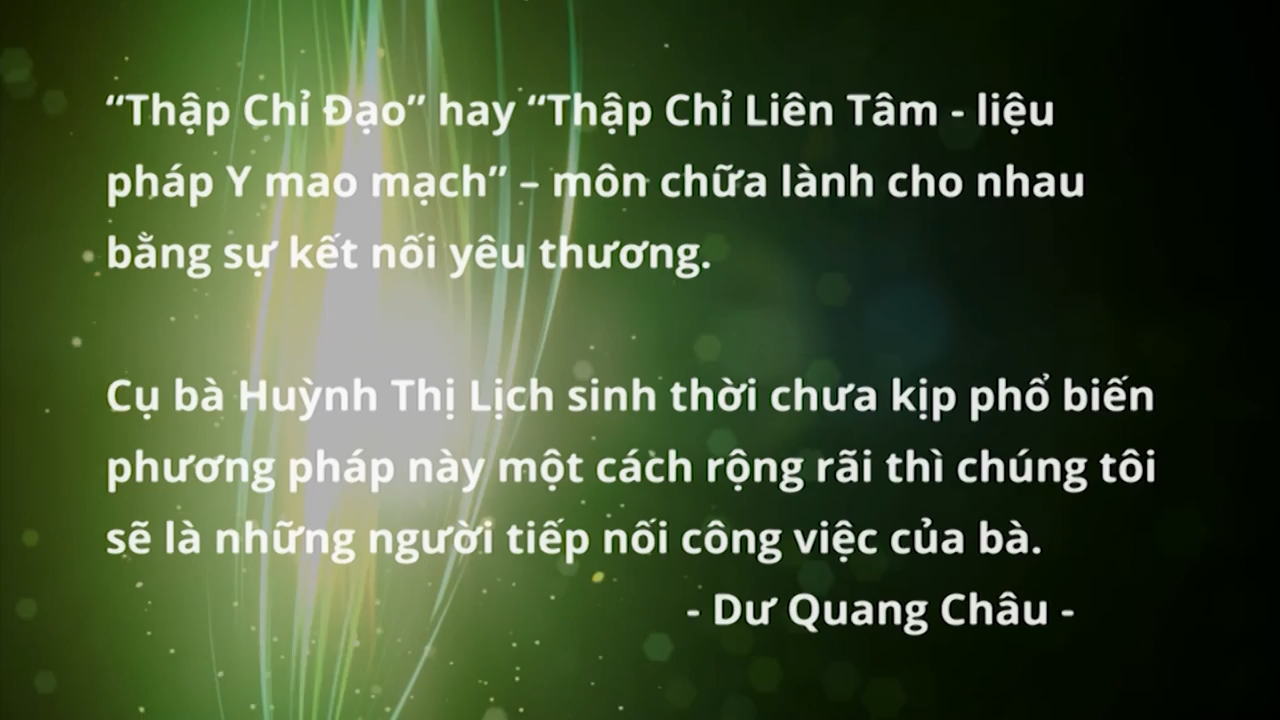 “Thập Chỉ Đạo” hay “Thập Chỉ Liên Tâm - liệu
pháp Y mao mạch” – môn chữa lành cho nhau
bằng sự kết nối yêu thương.
Cụ bà Huỳnh Thị Lịch sinh thời chưa kịp phổ biến
phương pháp này một cách rộng rãi thì chúng tôi
sẽ là những người tiếp nối công việc của bà.
- Dư Quang Châu -